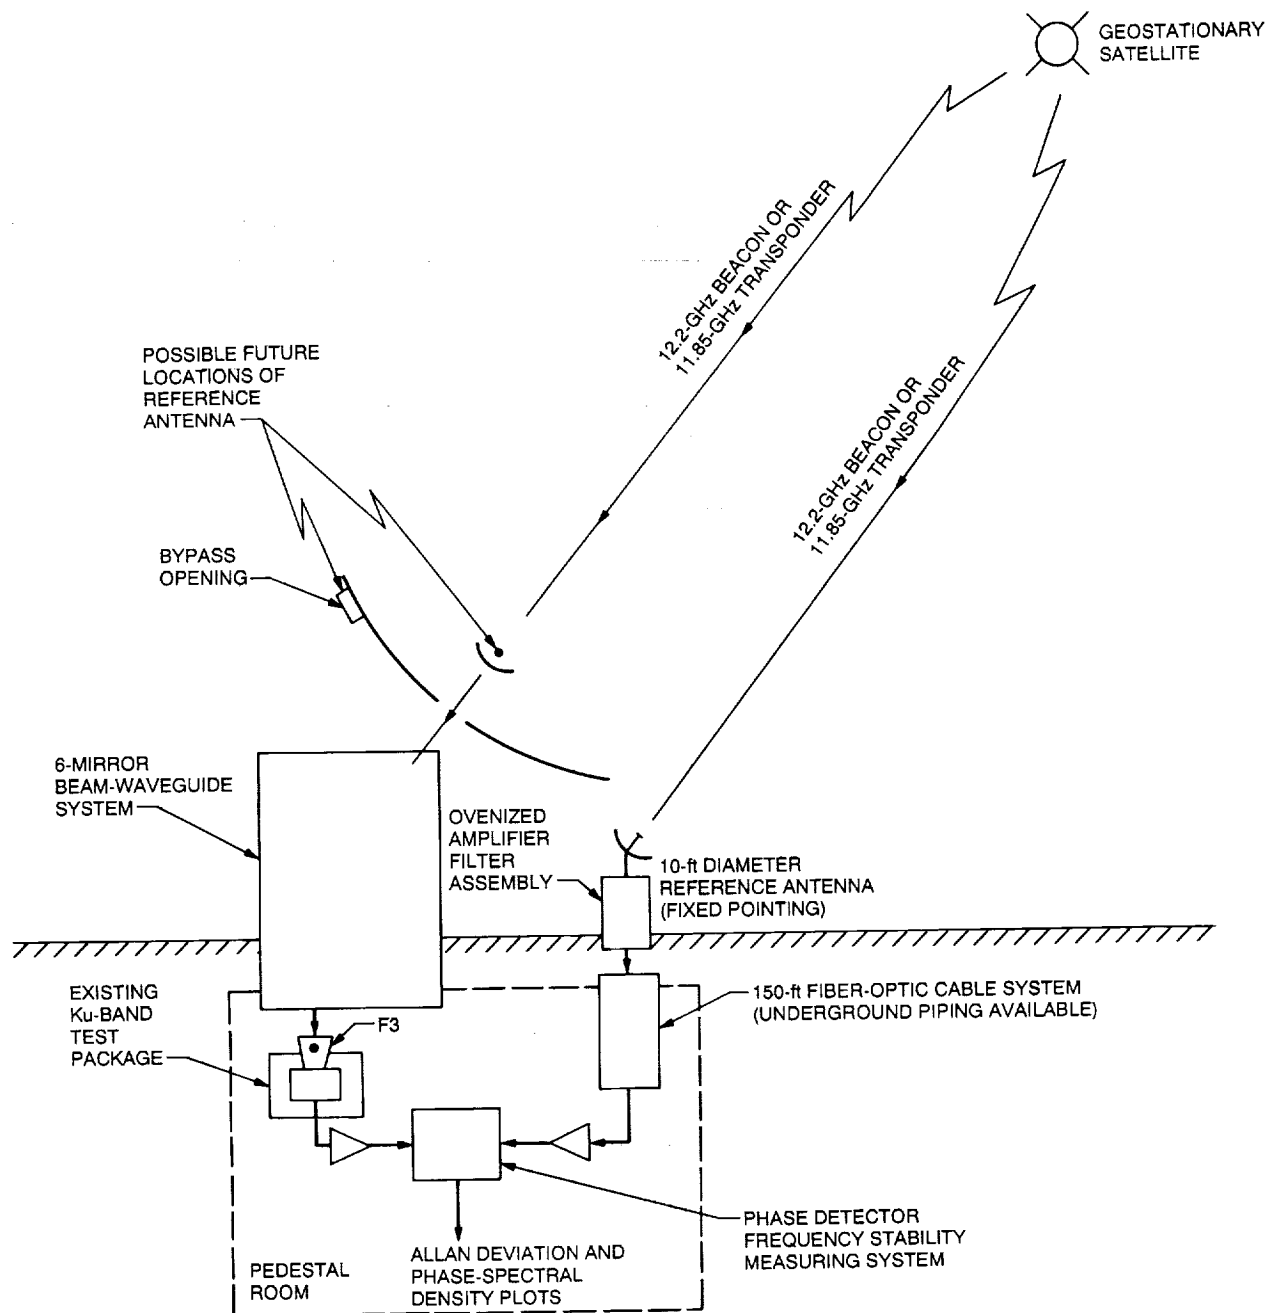 GEOSTATIONARY
SATELLITE
12.2-GHz BEACON OR
11.85-GHz TRANSPONDER
12.2-GHz BEACON OR
11.85-GHz TRANSPONDER
POSSIBLE FUTURE
LOCATIONS OF
REFERENCE
ANTENNA
BYPASS
OPENING
6-MIRROR
BEAM-WAVEGUIDE
SYSTEM
OVENIZED
AMPLIFIER
FILTER
ASSEMBLY
10-ft DIAMETER
REFERENCE ANTENNA
(FIXED POINTING)
EXISTING
Ku-BAND
TEST
PACKAGE
F3
150-ft FIBER-OPTIC CABLE SYSTEM
(UNDERGROUND PIPING AVAILABLE)
PHASE DETECTOR
FREQUENCY STABILITY
MEASURING SYSTEM
PEDESTAL
ROOM
ALLAN DEVIATION AND
PHASE-SPECTRAL
DENSITY PLOTS